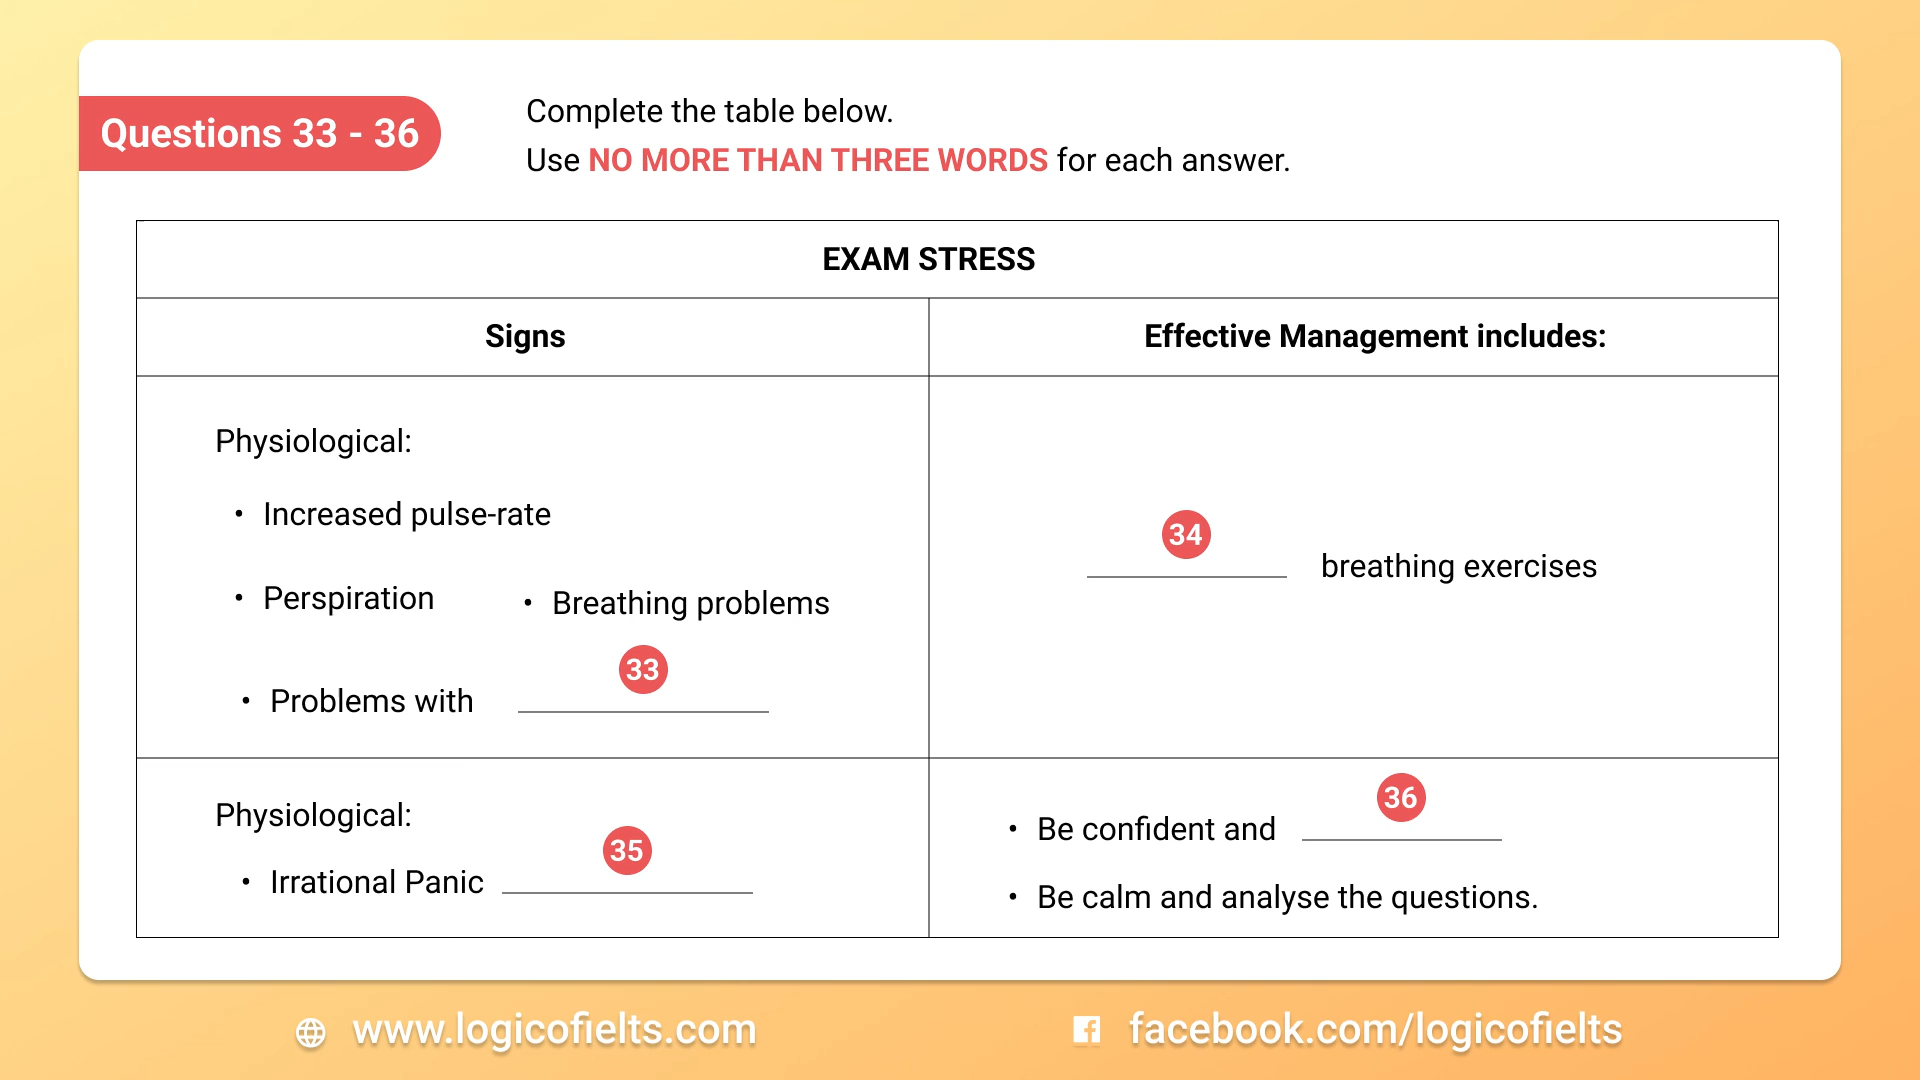 Questions 33 - 36
Complete the table below.
Use NO MORE THAN THREE WORDS for each answer.
EXAM STRESS
Signs
Effective Management includes:
Physiological:
• Increased pulse-rate
• Perspiration
• Breathing problems
33
• Problems with
34
breathing exercises
Physiological:
35
• Irrational Panic
36
• Be confident and
• Be calm and analyse the questions.
www.logicofielts.com
facebook.com/logicofielts